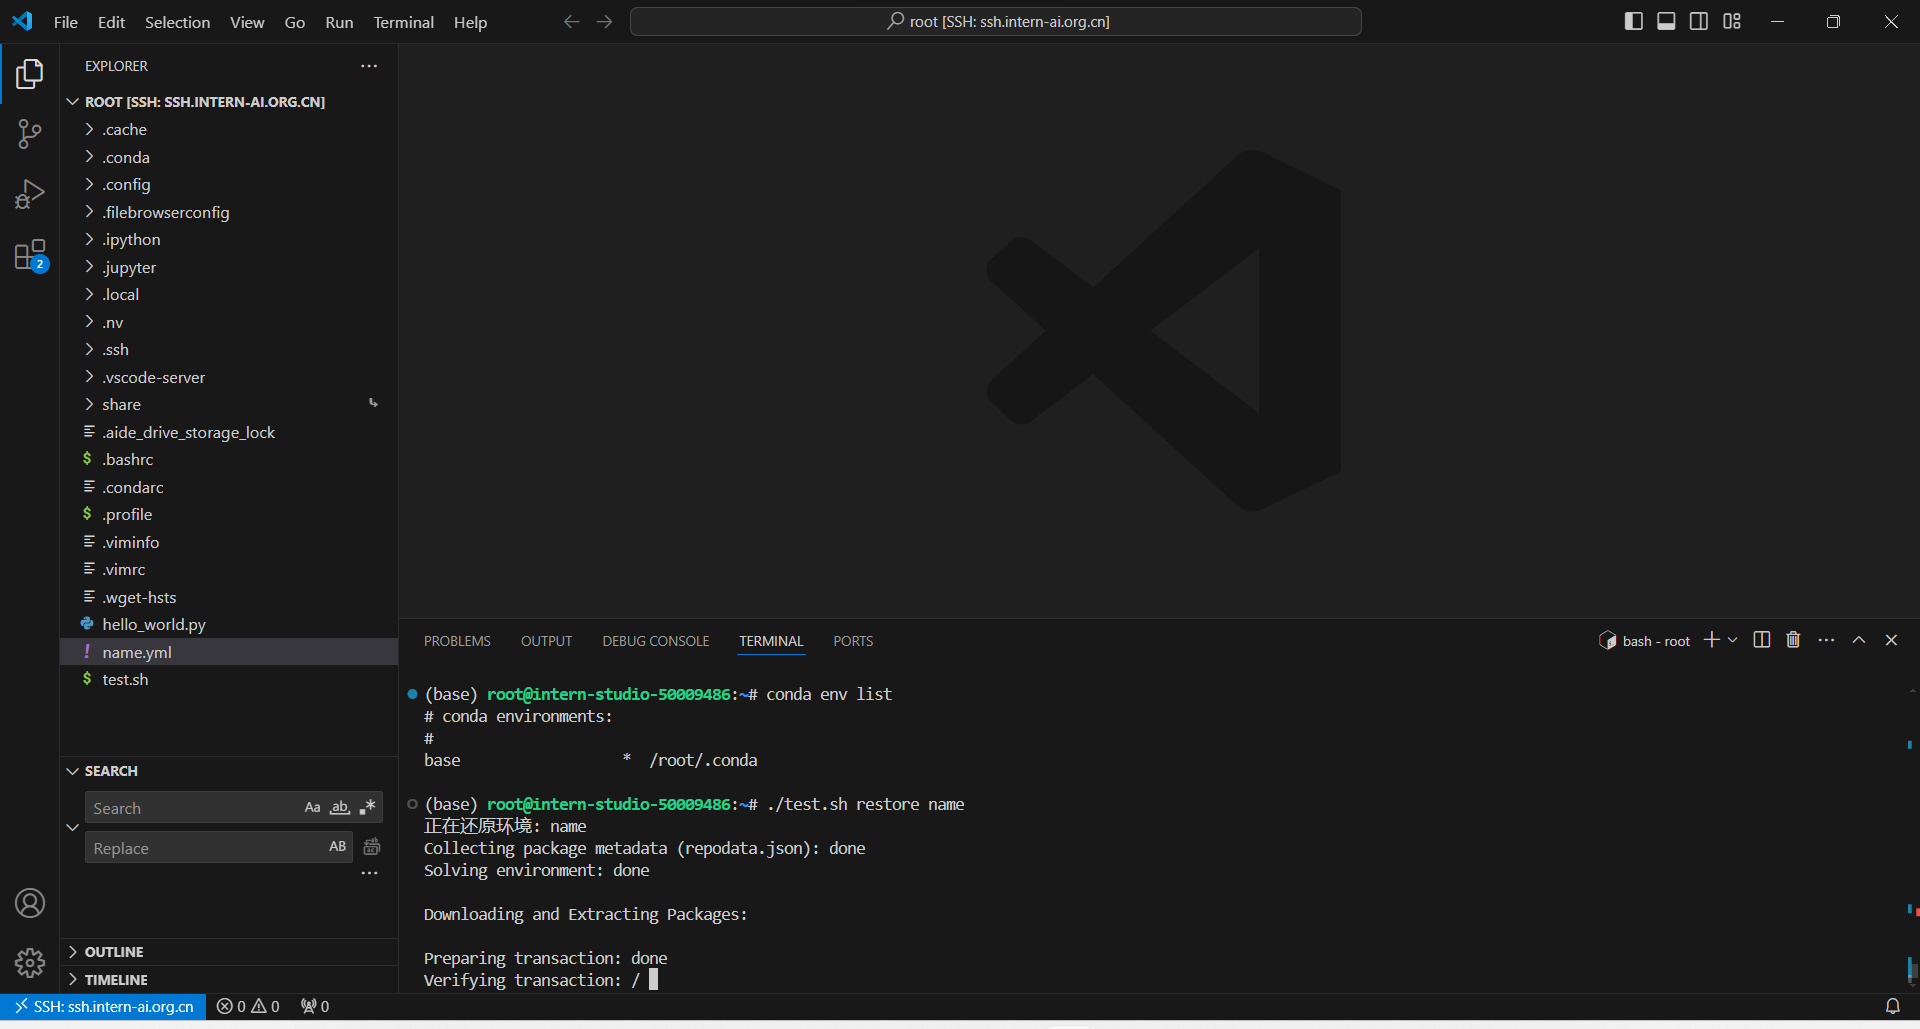 File Edit Selection View Go Run Terminal Help
root [SSH: ssh.intern-ai.org.cn]
EXPLORER
ROOT [SSH: SSH.INTERN-AI.ORG.CN]
.cache
.conda
.config
.filebrowserconfig
.ipython
.jupyter
.local
.nv
.ssh
.vscode-server
share
.aide_drive_storage_lock
$ .bashrc
.condarc
$ .profile
.viminfo
.vimrc
.wget-hsts
hello_world.py
! name.yml
$ test.sh
2
SEARCH
Search Aa ab
Replace AB
OUTLINE
TIMELINE
PROBLEMS OUTPUT DEBUG CONSOLE TERMINAL PORTS
bash - root
(base) root@intern-studio-50009486:~# conda env list
# conda environments:
#
base * /root/.conda
(base) root@intern-studio-50009486:~# ./test.sh restore name
正在还原环境: name
Collecting package metadata (repodata.json): done
Solving environment: done
Downloading and Extracting Packages:
Preparing transaction: done
Verifying transaction: /
SSH: ssh.intern-ai.org.cn 0 0 0